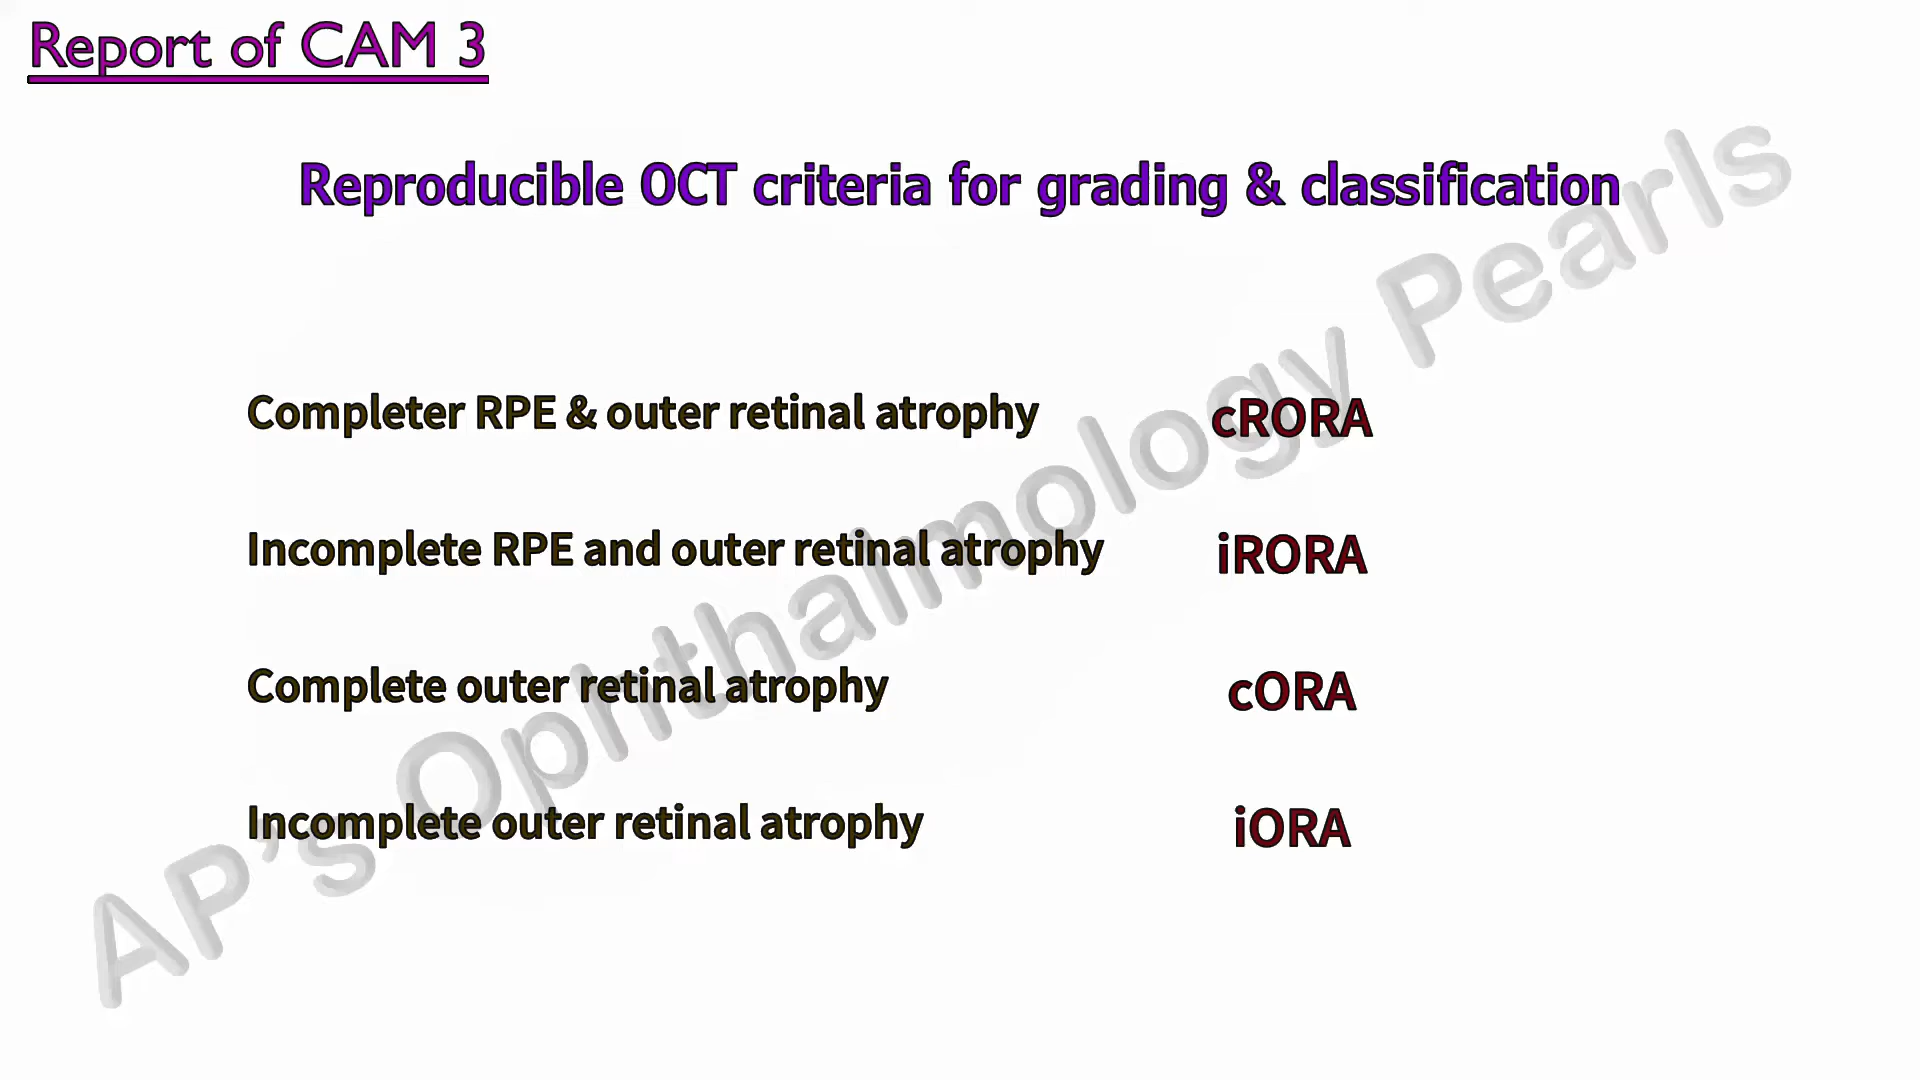 Report of CAM 3
Reproducible OCT criteria for grading & classification
Completer RPE & outer retinal atrophy cRORA
Incomplete RPE and outer retinal atrophy iRORA
Complete outer retinal atrophy cORA
Incomplete outer retinal atrophy iORA
AP's Ophthalmology Pearls